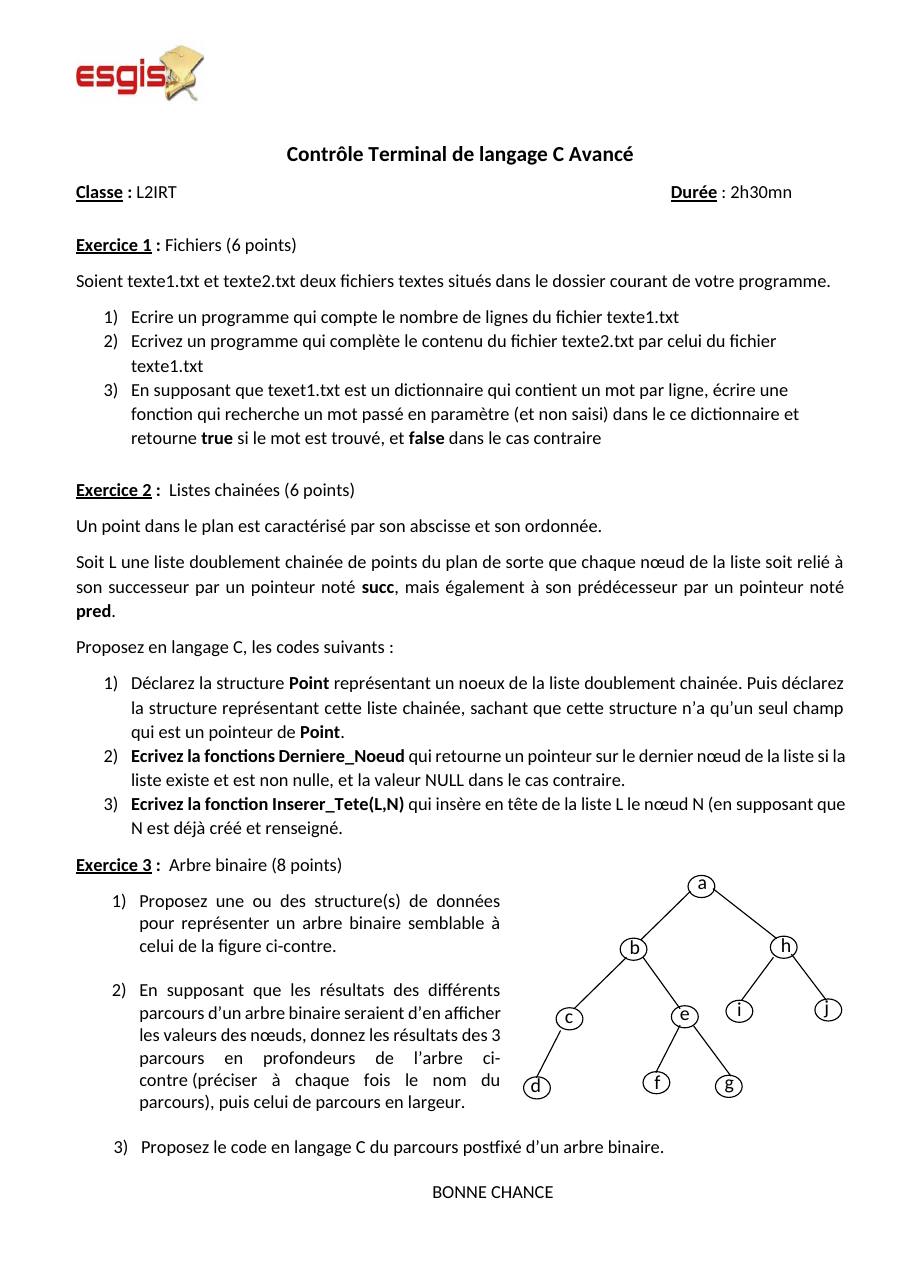 esgis
Contrôle Terminal de langage C Avancé
Classe : L2IRT Durée : 2h30mn
Exercice 1 : Fichiers (6 points)
Soient texte1.txt et texte2.txt deux fichiers textes situés dans le dossier courant de votre programme.
1) Ecrire un programme qui compte le nombre de lignes du fichier texte1.txt
2) Ecrivez un programme qui complète le contenu du fichier texte2.txt par celui du fichier
texte1.txt
3) En supposant que texet1.txt est un dictionnaire qui contient un mot par ligne, écrire une
fonction qui recherche un mot passé en paramètre (et non saisi) dans le ce dictionnaire et
retourne true si le mot est trouvé, et false dans le cas contraire
Exercice 2 : Listes chainées (6 points)
Un point dans le plan est caractérisé par son abscisse et son ordonnée.
Soit L une liste doublement chainée de points du plan de sorte que chaque nœud de la liste soit relié à
son successeur par un pointeur noté succ, mais également à son prédécesseur par un pointeur noté
pred.
Proposez en langage C, les codes suivants :
1) Déclarez la structure Point représentant un noeux de la liste doublement chainée. Puis déclarez
la structure représentant cette liste chainée, sachant que cette structure n’a qu’un seul champ
qui est un pointeur de Point.
2) Ecrivez la fonctions Derniere_Noeud qui retourne un pointeur sur le dernier nœud de la liste si la
liste existe et est non nulle, et la valeur NULL dans le cas contraire.
3) Ecrivez la fonction Inserer_Tete(L,N) qui insère en tête de la liste L le nœud N (en supposant que
N est déjà créé et renseigné.
Exercice 3 : Arbre binaire (8 points)
1) Proposez une ou des structure(s) de données
pour représenter un arbre binaire semblable à
celui de la figure ci-contre.
2) En supposant que les résultats des différents
parcours d’un arbre binaire seraient d’en afficher
les valeurs des nœuds, donnez les résultats des 3
parcours en profondeurs de l’arbre ci-
contre (préciser à chaque fois le nom du
parcours), puis celui de parcours en largeur.
a
b h
c e i j
d f g
3) Proposez le code en langage C du parcours postfixé d’un arbre binaire.
BONNE CHANCE